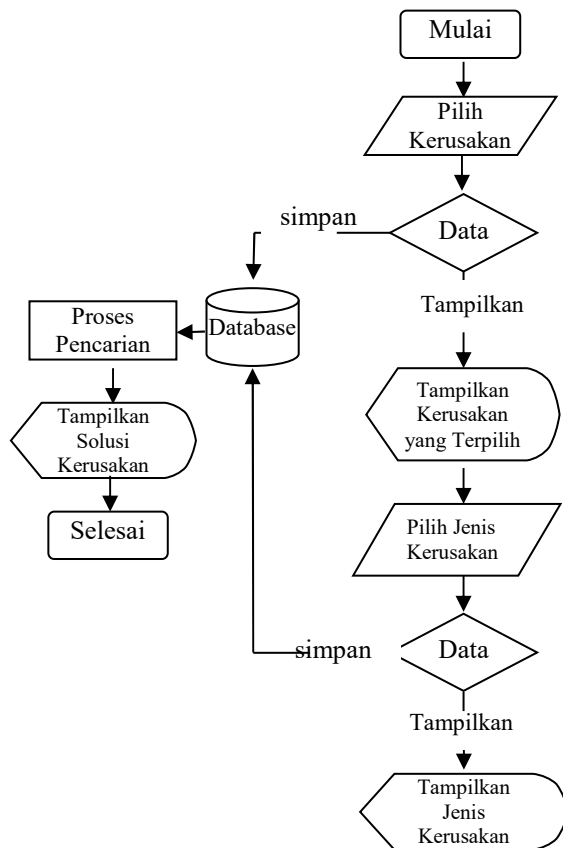 Mulai
Pilih
Kerusakan
simpan
Data
Tampilkan
Database
Proses
Pencarian
Tampilkan
Solusi
Kerusakan
Selesai
Tampilkan
Kerusakan
yang Terpilih
Pilih Jenis
Kerusakan
simpan
Data
Tampilkan
Tampilkan
Jenis
Kerusakan